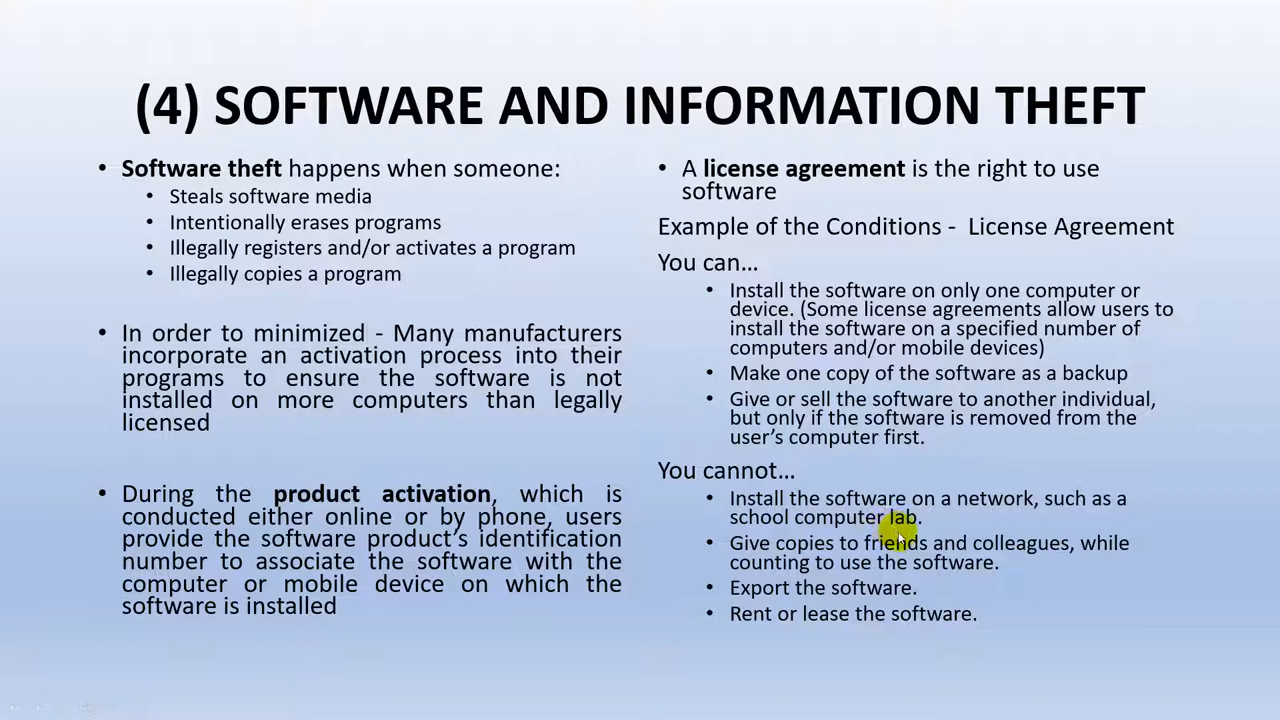 (4) SOFTWARE AND INFORMATION THEFT
• Software theft happens when someone:
• Steals software media
• Intentionally erases programs
• Illegally registers and/or activates a program
• Illegally copies a program
• In order to minimized - Many manufacturers
incorporate an activation process into their
programs to ensure the software is not
installed on more computers than legally
licensed
• During the product activation, which is
conducted either online or by phone, users
provide the software product's identification
number to associate the software with the
computer or mobile device on which the
software is installed
• A license agreement is the right to use
software
Example of the Conditions - License Agreement
You can…
• Install the software on only one computer or
device. (Some license agreements allow users to
install the software on a specified number of
computers and/or mobile devices)
• Make one copy of the software as a backup
• Give or sell the software to another individual,
but only if the software is removed from the
user's computer first.
You cannot…
• Install the software on a network, such as a
school computer lab.
• Give copies to friends and colleagues, while
counting to use the software.
• Export the software.
• Rent or lease the software.